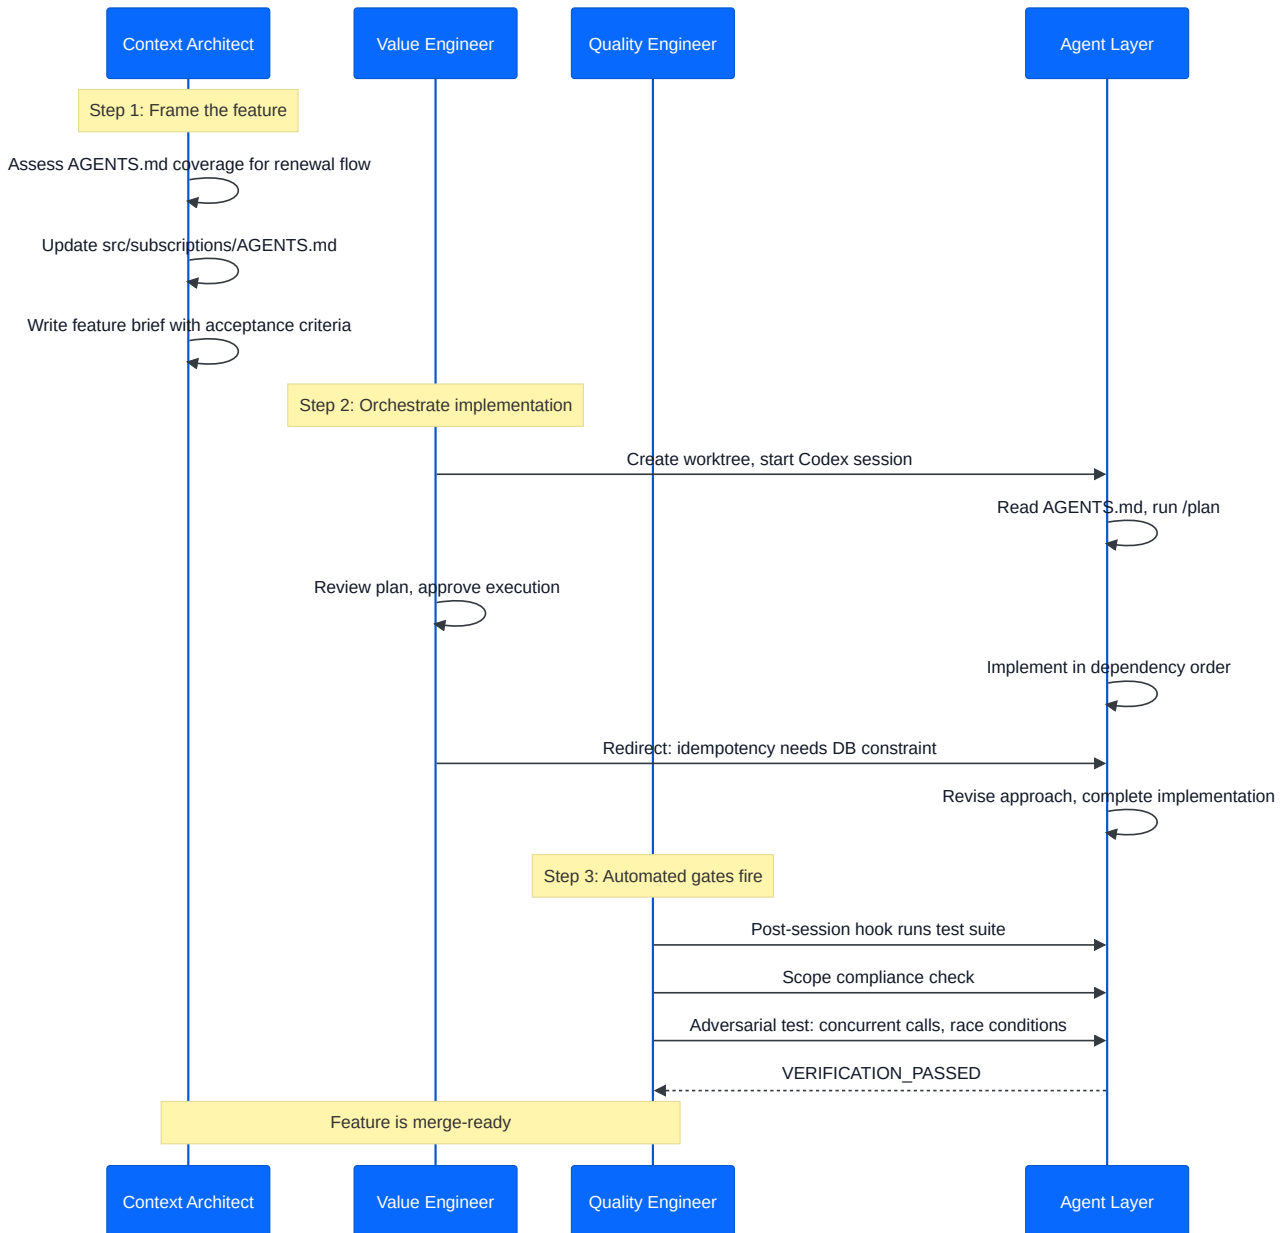 Context Architect
Value Engineer
Quality Engineer
Agent Layer
Step 1: Frame the feature
Assess AGENTS.md coverage for renewal flow
Update src/subscriptions/AGENTS.md
Write feature brief with acceptance criteria
Step 2: Orchestrate implementation
Create worktree, start Codex session
Read AGENTS.md, run /plan
Review plan, approve execution
Implement in dependency order
Redirect: idempotency needs DB constraint
Revise approach, complete implementation
Step 3: Automated gates fire
Post-session hook runs test suite
Scope compliance check
Adversarial test: concurrent calls, race conditions
VERIFICATION_PASSED
Feature is merge-ready
Context Architect
Value Engineer
Quality Engineer
Agent Layer